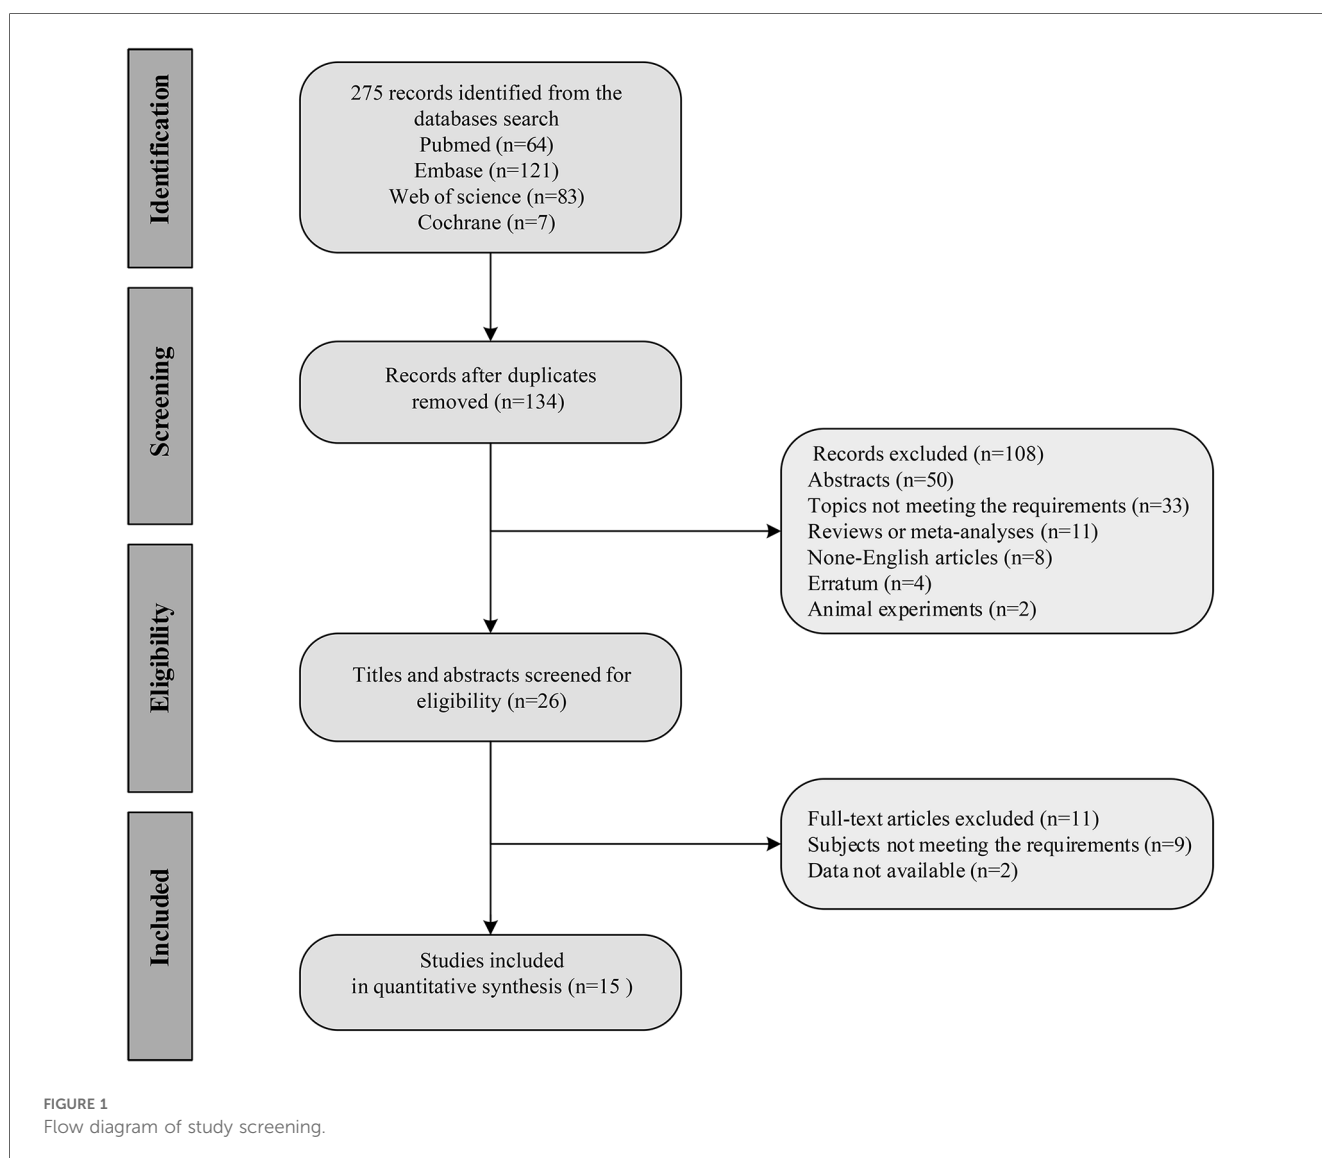 Identification
275 records identified from the
databases search
Pubmed (n=64)
Embase (n=121)
Web of science (n=83)
Cochrane (n=7)
Screening
Records after duplicates
removed (n=134)
Records excluded (n=108)
Abstracts (n=50)
Topics not meeting the requirements (n=33)
Reviews or meta-analyses (n=11)
None-English articles (n=8)
Erratum (n=4)
Animal experiments (n=2)
Eligibility
Titles and abstracts screened for
eligibility (n=26)
Full-text articles excluded (n=11)
Subjects not meeting the requirements (n=9)
Data not available (n=2)
Included
Studies included
in quantitative synthesis (n=15 )
FIGURE 1
Flow diagram of study screening.